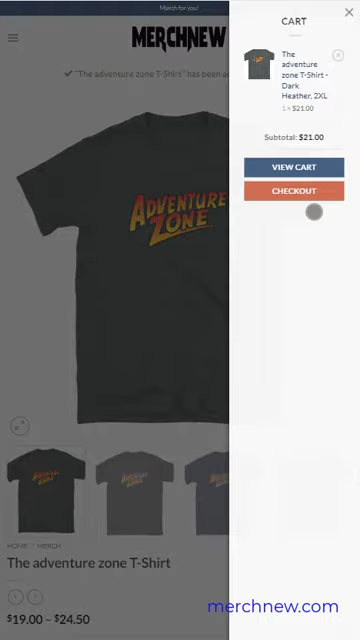 Merch for you!
MERCHNEW
"The adventure zone T-Shirt" has been
ADVENTURE
ZONE
HOME / MERCH
The adventure zone T-Shirt
$19.00 – $24.50
CART
The
adventure
zone T-Shirt -
Dark
Heather, 2XL
1 × $21.00
Subtotal: $21.00
VIEW CART
CHECKOUT
merchnew.com